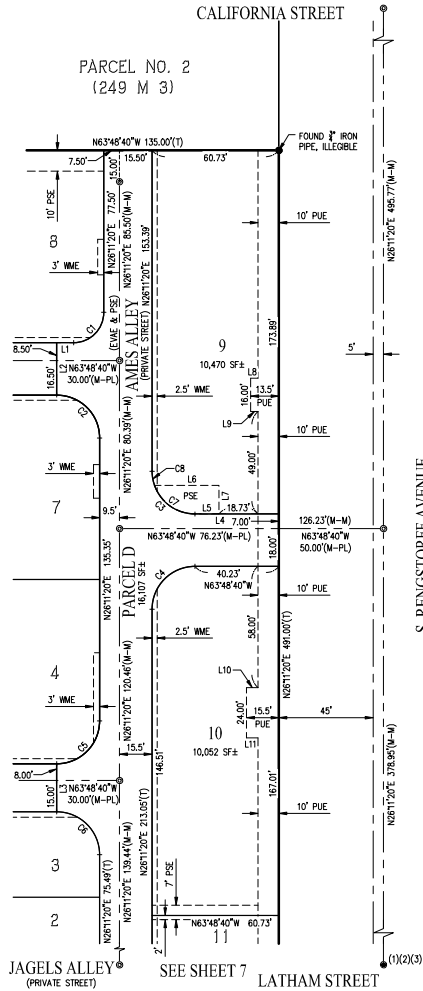 CALIFORNIA STREET
PARCEL NO. 2
(249 M 3)
FOUND ¾" IRON
PIPE, ILLEGIBLE
N63°48'40"W 135.00'(T)
7.50'
15.50'
60.73'
15.00'
10' PSE
77.50'
N26°11'20"E 85.50'(M-M)
N26°11'20"E 153.39'
N26°11'20"E 495.77'(M-M)
10' PUE
8
3' WME
N26°11'20"E
(EVAE & PSE)
AMES ALLEY
(PRIVATE STREET)
173.89'
5'
C1
8.50'
L1
L2
16.50'
N63°48'40"W
30.00'(M-PL)
C2
9
10,470 SF±
2.5' WME
L8
16.00'
13.5'
PUE
L9
10' PUE
N26°11'20"E 80.39'(M-M)
49.00'
3' WME
C8
L6
PSE
L7
C3
C7
L5
18.73'
L4
7.00'
7
9.5'
N63°48'40"W 76.23'(M-PL)
126.23'(M-M)
N63°48'40"W
50.00'(M-PL)
18.00'
S. RENGSTORFF AVENUE
N26°11'20"E 135.35'
PARCEL D
16,107 SF±
C4
40.23'
N63°48'40"W
10' PUE
2.5' WME
58.00'
N26°11'20"E 491.00'(T)
4
3' WME
N26°11'20"E 120.46'(M-M)
L10
24.00'
15.5'
PUE
45'
10
10,052 SF±
L11
C5
15.5'
146.51'
8.00'
L3
15.00'
N63°48'40"W
30.00'(M-PL)
C6
167.01'
N26°11'20"E 378.95'(M-M)
10' PUE
N26°11'20"E 213.05'(T)
N26°11'20"E 139.44'(M-M)
N26°11'20"E 75.49'(T)
3
7' PSE
2
N63°48'40"W 60.73'
11
2'
JAGELS ALLEY
(PRIVATE STREET)
SEE SHEET 7
LATHAM STREET
(1)(2)(3)